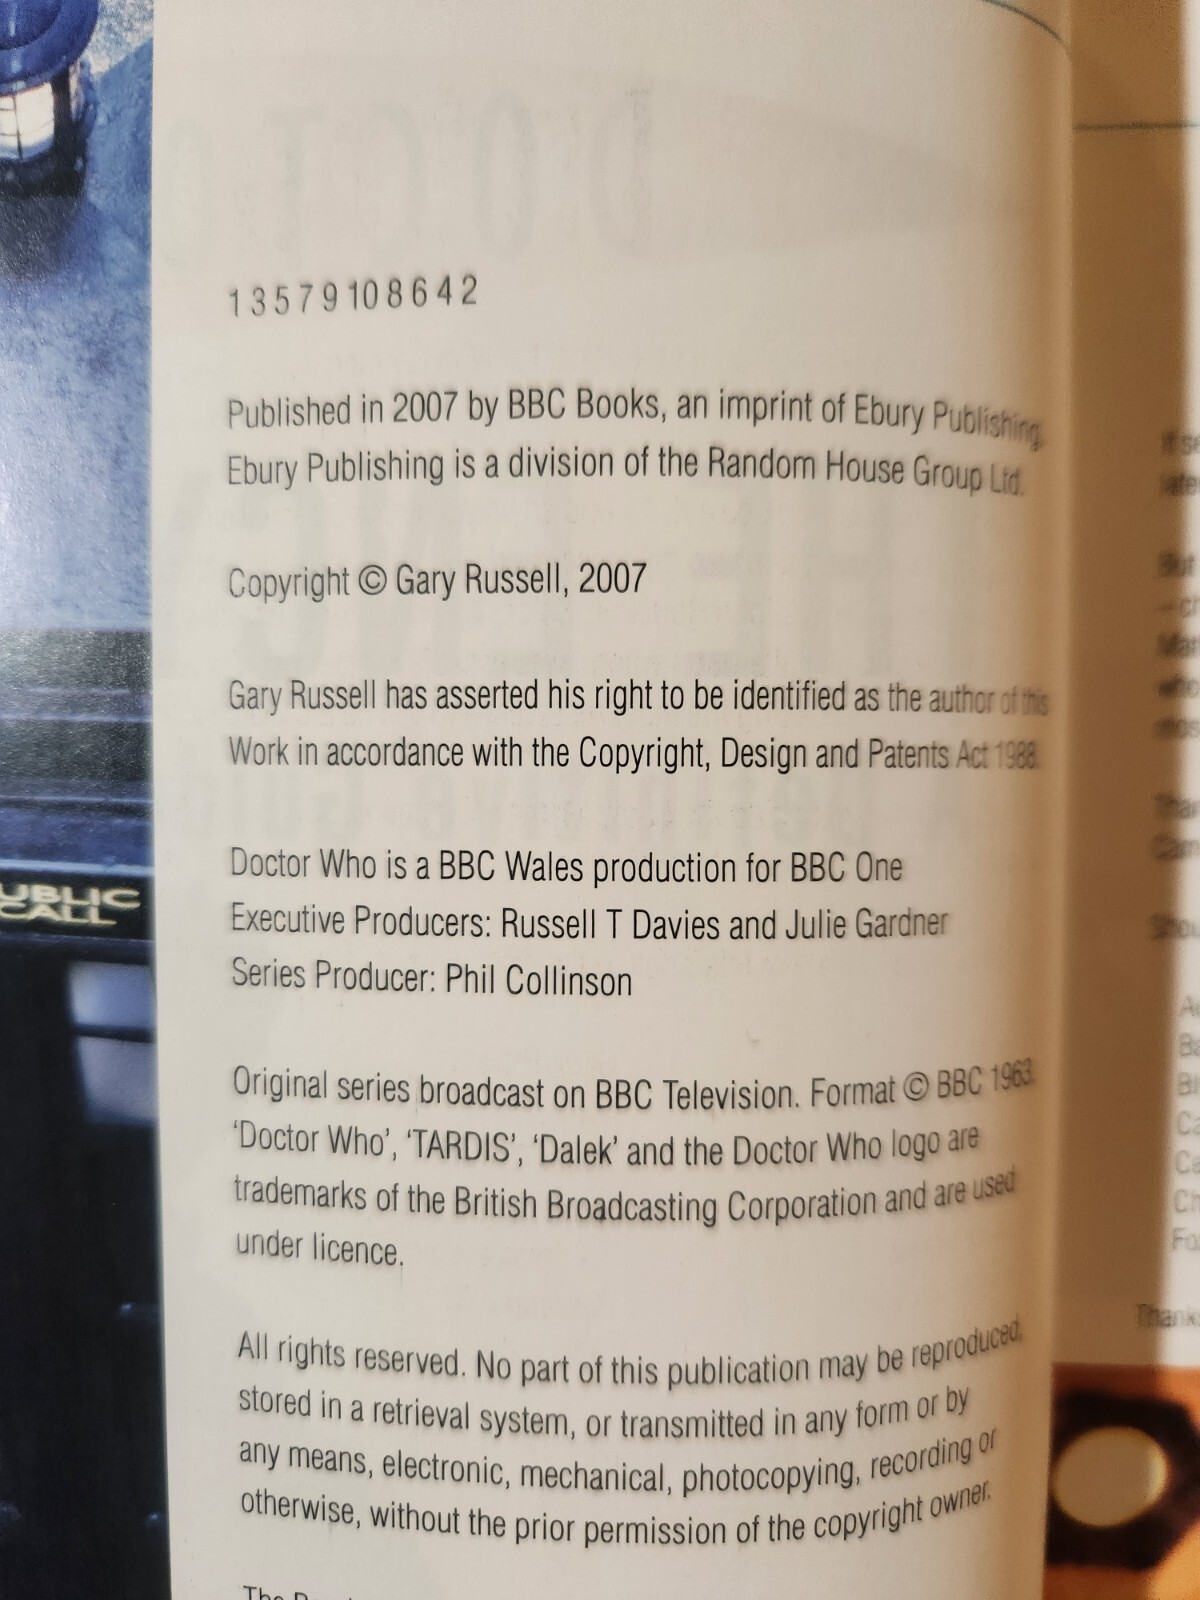 UBLIC
CALL
1 3 5 7 9 10 8 6 4 2
Published in 2007 by BBC Books, an imprint of Ebury Publishing.
Ebury Publishing is a division of the Random House Group Ltd.
Copyright © Gary Russell, 2007
Gary Russell has asserted his right to be identified as the author of this
Work in accordance with the Copyright, Design and Patents Act 1988.
Doctor Who is a BBC Wales production for BBC One
Executive Producers: Russell T Davies and Julie Gardner
Series Producer: Phil Collinson
Original series broadcast on BBC Television. Format © BBC 1963.
‘Doctor Who’, ‘TARDIS’, ‘Dalek’ and the Doctor Who logo are
trademarks of the British Broadcasting Corporation and are used
under licence.
All rights reserved. No part of this publication may be reproduced,
stored in a retrieval system, or transmitted in any form or by
any means, electronic, mechanical, photocopying, recording or
otherwise, without the prior permission of the copyright owner.
The
But
Thanks